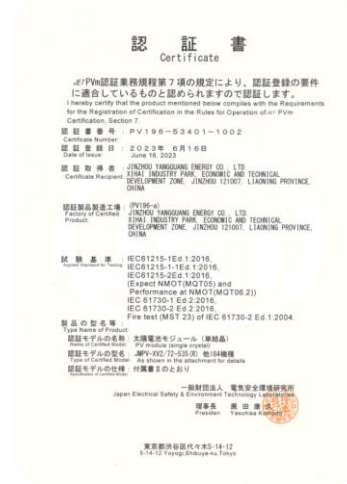 認 証 書
Certificate
JETPVm認証業務規程第7項の規定により、認証登録の要件
に適合しているものと認められますので認証します。
I hereby certify that the product mentioned below complies with the Requirements
for the Registration of Certification in the Rules for Operation of JET PVm
Certification, Section 7.
認 証 書 番 号 : PV196-53401-1002
Certificate Number:
認 証 登 録 日 : 2023年 6月16日
Date of Issue: June 16, 2023
認 証 取 得 者 : JINZHOU YANGGUANG ENERGY CO., LTD.
Certificate Recipient: XIHAI INDUSTRY PARK, ECONOMIC AND TECHNICAL
DEVELOPMENT ZONE, JINZHOU 121007, LIAONING PROVINCE,
CHINA
認証製品製造工場 : (PV196-a)
Factory of Certified JINZHOU YANGGUANG ENERGY CO., LTD.
Product: XIHAI INDUSTRY PARK, ECONOMIC AND TECHNICAL
DEVELOPMENT ZONE, JINZHOU 121007, LIAONING PROVINCE,
CHINA
試 験 基 準 : IEC61215-1Ed.1:2016,
Applied Standard for Testing IEC61215-1-1Ed.1:2016,
IEC61215-2Ed.1:2016,
(Expect NMOT(MQT05) and
Performance at NMOT(MQT06.2))
IEC 61730-1 Ed.2:2016,
IEC 61730-2 Ed.2:2016,
Fire test (MST 23) of IEC 61730-2 Ed.1:2004.
製 品 の 型 名 等 :
Type Name of Product:
認証モデルの名称 : 太陽電池モジュール (単結晶)
Name of Certified Model PV module (single crystal)
認証モデルの型名 : JMPV-XV2/72-535(R) 他164機種
Type of Certified Model As shown in the attachment for details
認証モデルの仕様 : 付属書IIのとおり
Specification of Certified Model
一般財団法人 電気安全環境研究所
Japan Electrical Safety & Environment Technology Laboratories
理事長 薦 田 康 久
Presiden Yasuhisa Komoda
東京都渋谷区代々木5-14-12
5-14-12 Yoyogi,Shibuya-ku,Tokyo